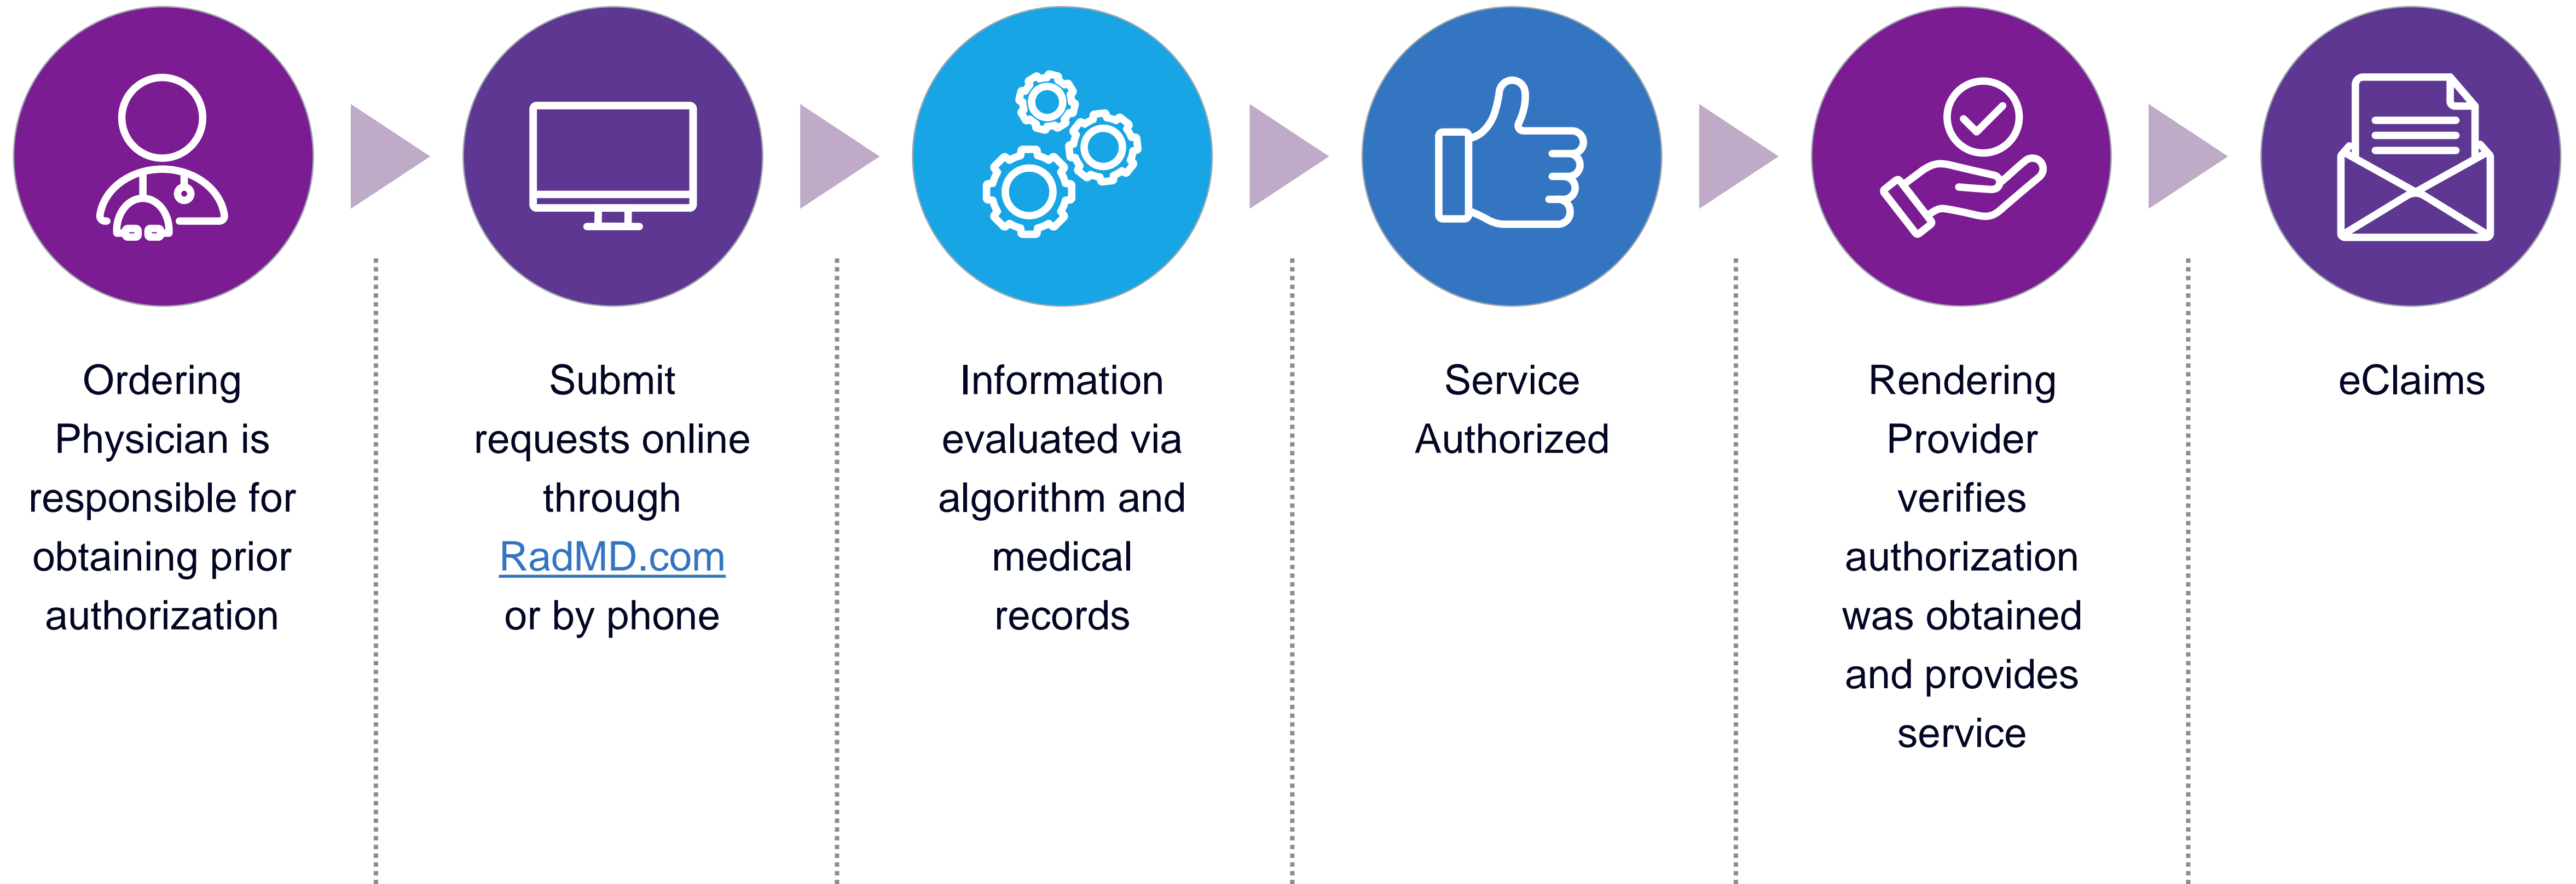 Ordering
Physician is
responsible for
obtaining prior
authorization
Submit
requests online
through
RadMD.com
or by phone
Information
evaluated via
algorithm and
medical
records
Service
Authorized
Rendering
Provider
verifies
authorization
was obtained
and provides
service
eClaims